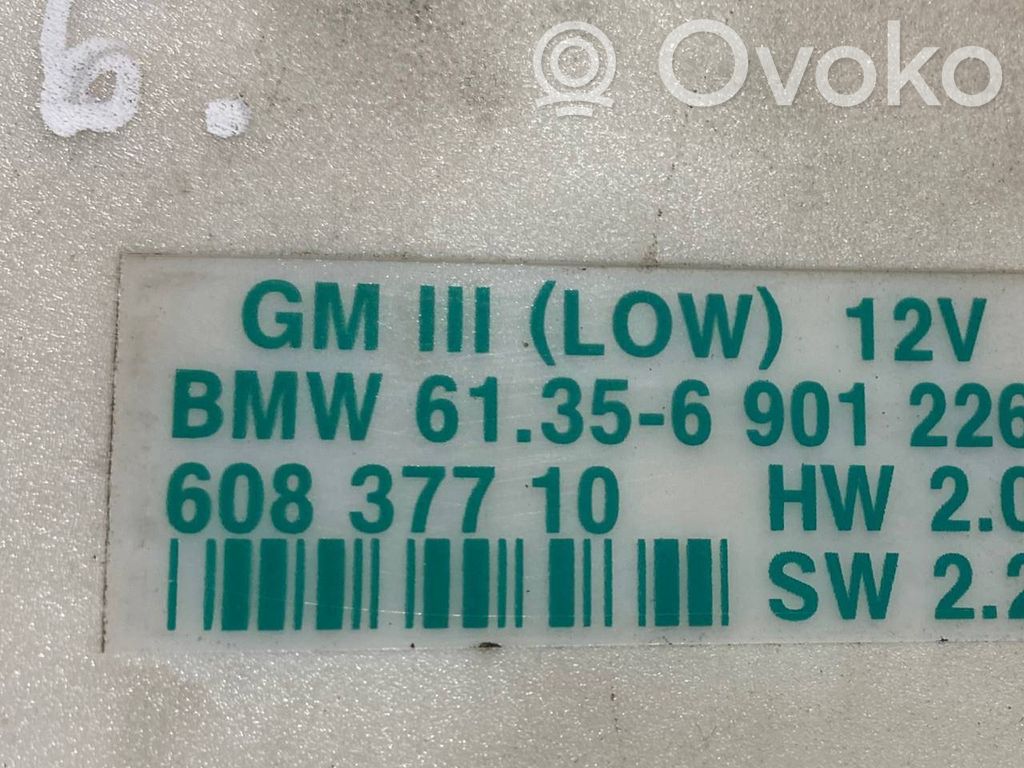 6.
Ovoko
GM III (LOW) 12V
BMW 61.35-6 901 226
608 377 10 HW 2.0
SW 2.2